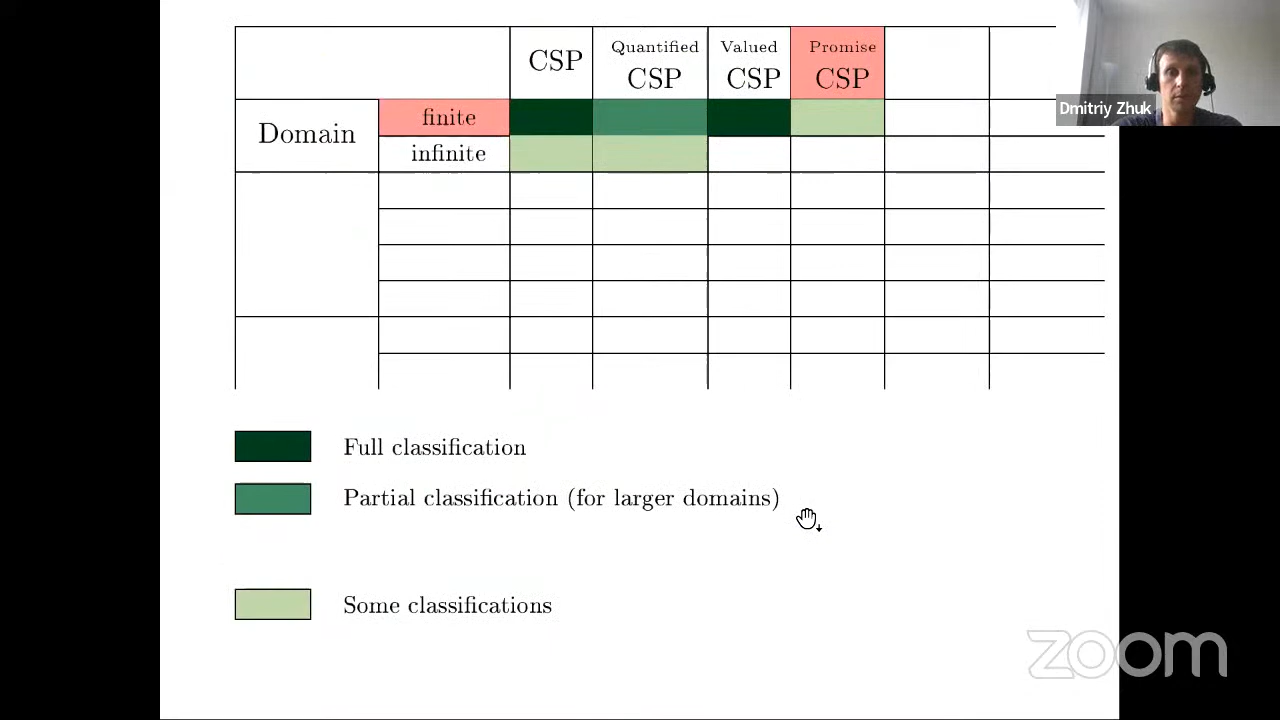 CSP
Quantified
CSP
Valued
CSP
Promise
CSP
Domain
finite
infinite
Dmitriy Zhuk
Full classification
Partial classification (for larger domains)
Some classifications
zoom